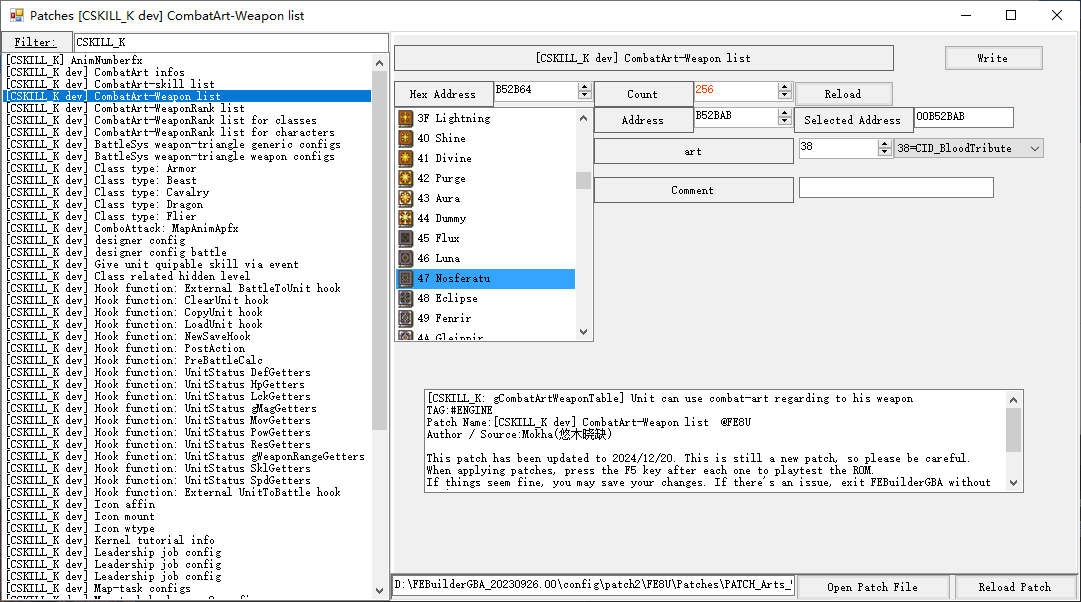 Patches [CSKILL_K dev] CombatArt-Weapon list
Filter:
CSKILL_K
[CSKILL_K] AnimNumberfx
[CSKILL_K dev] CombatArt infos
[CSKILL_K dev] CombatArt-skill list
[CSKILL_K dev] CombatArt-Weapon list
[CSKILL_K dev] CombatArt-WeaponRank list
[CSKILL_K dev] CombatArt-WeaponRank list for classes
[CSKILL_K dev] CombatArt-WeaponRank list for characters
[CSKILL_K dev] BattleSys weapon-triangle generic configs
[CSKILL_K dev] BattleSys weapon-triangle weapon configs
[CSKILL_K dev] Class type: Armor
[CSKILL_K dev] Class type: Beast
[CSKILL_K dev] Class type: Cavalry
[CSKILL_K dev] Class type: Dragon
[CSKILL_K dev] Class type: Flier
[CSKILL_K dev] ComboAttack: MapAnimApfx
[CSKILL_K dev] designer config
[CSKILL_K dev] designer config battle
[CSKILL_K dev] Give unit quipable skill via event
[CSKILL_K dev] Class related hidden level
[CSKILL_K dev] Hook function: External BattleToUnit hook
[CSKILL_K dev] Hook function: ClearUnit hook
[CSKILL_K dev] Hook function: CopyUnit hook
[CSKILL_K dev] Hook function: LoadUnit hook
[CSKILL_K dev] Hook function: NewSaveHook
[CSKILL_K dev] Hook function: PostAction
[CSKILL_K dev] Hook function: PreBattleCalc
[CSKILL_K dev] Hook function: UnitStatus DefGetters
[CSKILL_K dev] Hook function: UnitStatus HpGetters
[CSKILL_K dev] Hook function: UnitStatus LckGetters
[CSKILL_K dev] Hook function: UnitStatus gMagGetters
[CSKILL_K dev] Hook function: UnitStatus MovGetters
[CSKILL_K dev] Hook function: UnitStatus PowGetters
[CSKILL_K dev] Hook function: UnitStatus ResGetters
[CSKILL_K dev] Hook function: UnitStatus gWeaponRangeGetters
[CSKILL_K dev] Hook function: UnitStatus SklGetters
[CSKILL_K dev] Hook function: UnitStatus SpdGetters
[CSKILL_K dev] Hook function: External UnitToBattle hook
[CSKILL_K dev] Icon affin
[CSKILL_K dev] Icon mount
[CSKILL_K dev] Icon wtype
[CSKILL_K dev] Kernel tutorial info
[CSKILL_K dev] Leadership job config
[CSKILL_K dev] Leadership job config
[CSKILL_K dev] Leadership job config
[CSKILL_K dev] Map-task configs
[CSKILL_K dev] CombatArt-Weapon list
Write
Hex Address
B52B64
Count
256
Reload
Address
B52BAB
Selected Address
00B52BAB
3F Lightning
40 Shine
41 Divine
42 Purge
43 Aura
44 Dummy
45 Flux
46 Luna
47 Nosferatu
48 Eclipse
49 Fenrir
4A Gleipnir
art
38
38=CID_BloodTribute
Comment
[CSKILL_K: gCombatArtWeaponTable] Unit can use combat-art regarding to his weapon
TAG:#ENGINE
Patch Name:[CSKILL_K dev] CombatArt-Weapon list @FE8U
Author / Source:Mokha(悠木晓缺)
This patch has been updated to 2024/12/20. This is still a new patch, so please be careful.
When applying patches, press the F5 key after each one to playtest the ROM.
If things seem fine, you may save your changes. If there's an issue, exit FEBuilderGBA without
D:\FEBuilderGBA_20230926.00\config\patch2\FE8U\Patches\PATCH_Arts_
Open Patch File
Reload Patch